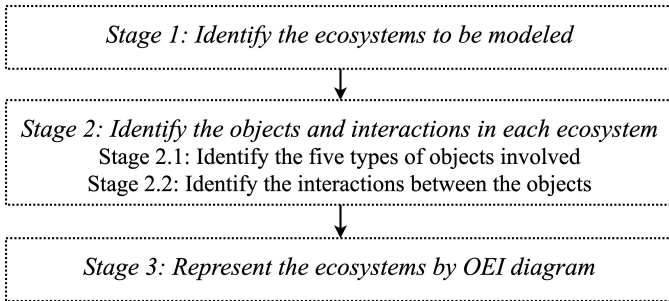 Stage 1: Identify the ecosystems to be modeled
Stage 2: Identify the objects and interactions in each ecosystem
Stage 2.1: Identify the five types of objects involved
Stage 2.2: Identify the interactions between the objects
Stage 3: Represent the ecosystems by OEI diagram